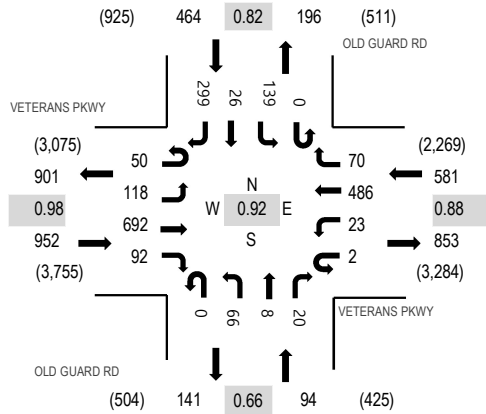 (925) 464 0.82 196 (511)
OLD GUARD RD
299 26 139 0
VETERANS PKWY
(3,075) (2,269)
901 50 70 581
118 N 486
0.98 W 0.92 E 0.88
692 S 23
952 92 2 853
(3,755) (3,284)
0 66 8 20
VETERANS PKWY
OLD GUARD RD
(504) 141 0.66 94 (425)